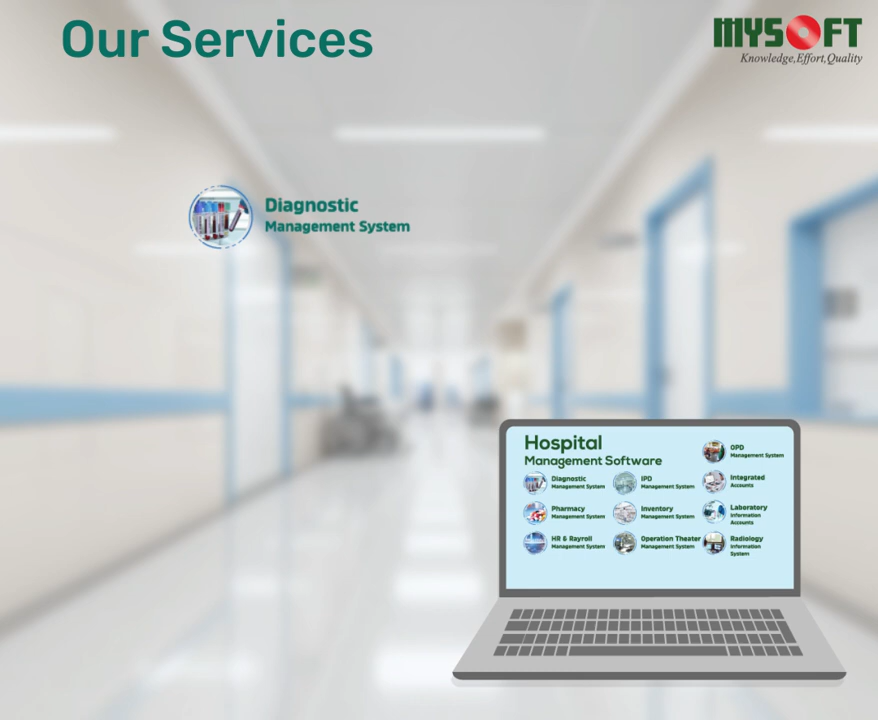 Our Services
MYSOFT
Knowledge,Effort,Quality
Diagnostic
Management System
Hospital
Management Software
OPD
Management System
Diagnostic
Management System
IPD
Management System
Integrated
Accounts
Pharmacy
Management System
Inventory
Management System
Laboratory
Information
Accounts
HR & Rayroll
Management System
Operation Theater
Management System
Radiology
Information
System